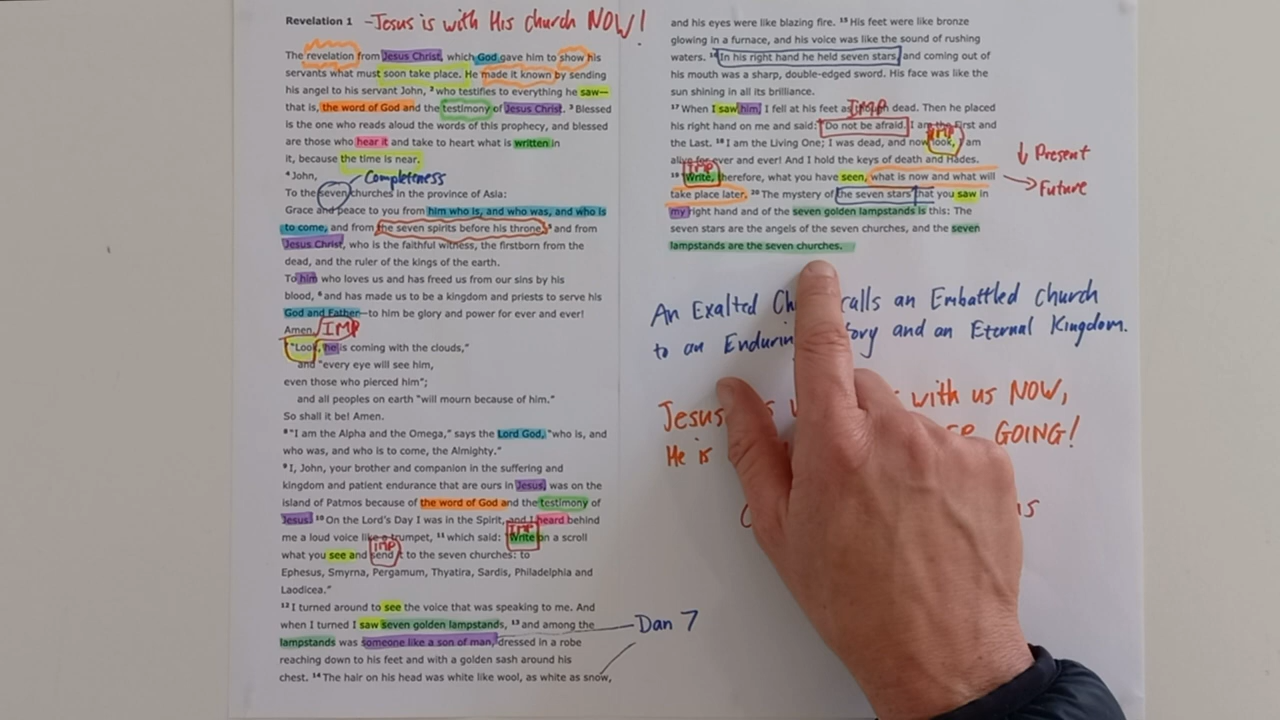 Revelation 1 -Jesus is with His church NOW!
The revelation from Jesus Christ, which God gave him to show his
servants what must soon take place. He made it known by sending
his angel to his servant John, ² who testifies to everything he saw—
that is, the word of God and the testimony of Jesus Christ. ³ Blessed
is the one who reads aloud the words of this prophecy, and blessed
are those who hear it and take to heart what is written in
it, because the time is near.
⁴ John,
Completeness
To the seven churches in the province of Asia:
Grace and peace to you from him who is, and who was, and who is
to come, and from the seven spirits before his throne, ⁵ and from
Jesus Christ, who is the faithful witness, the firstborn from the
dead, and the ruler of the kings of the earth.
To him who loves us and has freed us from our sins by his
blood, ⁶ and has made us to be a kingdom and priests to serve his
God and Father—to him be glory and power for ever and ever!
Amen. IMP
⁷ "Look, he is coming with the clouds,"
and "every eye will see him,
even those who pierced him";
and all peoples on earth "will mourn because of him."
So shall it be! Amen.
⁸ "I am the Alpha and the Omega," says the Lord God, "who is, and
who was, and who is to come, the Almighty."
⁹ I, John, your brother and companion in the suffering and
kingdom and patient endurance that are ours in Jesus, was on the
island of Patmos because of the word of God and the testimony of
Jesus. ¹⁰ On the Lord's Day I was in the Spirit, and I heard behind
IMP
me a loud voice like a trumpet, ¹¹ which said: "Write on a scroll
IMP
what you see and send it to the seven churches: to
Ephesus, Smyrna, Pergamum, Thyatira, Sardis, Philadelphia and
Laodicea."
¹² I turned around to see the voice that was speaking to me. And
when I turned I saw seven golden lampstands, ¹³ and among the
lampstands was someone like a son of man, dressed in a robe
Dan 7
reaching down to his feet and with a golden sash around his
chest. ¹⁴ The hair on his head was white like wool, as white as snow,
and his eyes were like blazing fire. ¹⁵ His feet were like bronze
glowing in a furnace, and his voice was like the sound of rushing
waters. ¹⁶ In his right hand he held seven stars, and coming out of
his mouth was a sharp, double-edged sword. His face was like the
sun shining in all its brilliance.
IMP
¹⁷ When I saw him, I fell at his feet as though dead. Then he placed
his right hand on me and said: "Do not be afraid. I am the First and
IMP
the Last. ¹⁸ I am the Living One; I was dead, and now look, I am
alive for ever and ever! And I hold the keys of death and Hades.
IMP
¹⁹ "Write, therefore, what you have seen, what is now and what will
take place later. ²⁰ The mystery of the seven stars that you saw in
my right hand and of the seven golden lampstands is this: The
seven stars are the angels of the seven churches, and the seven
lampstands are the seven churches.
Present
Future
An Exalted calls an Embattled church
to an and an Eternal Kingdom.
Jesus with us NOW,
He is GOING!